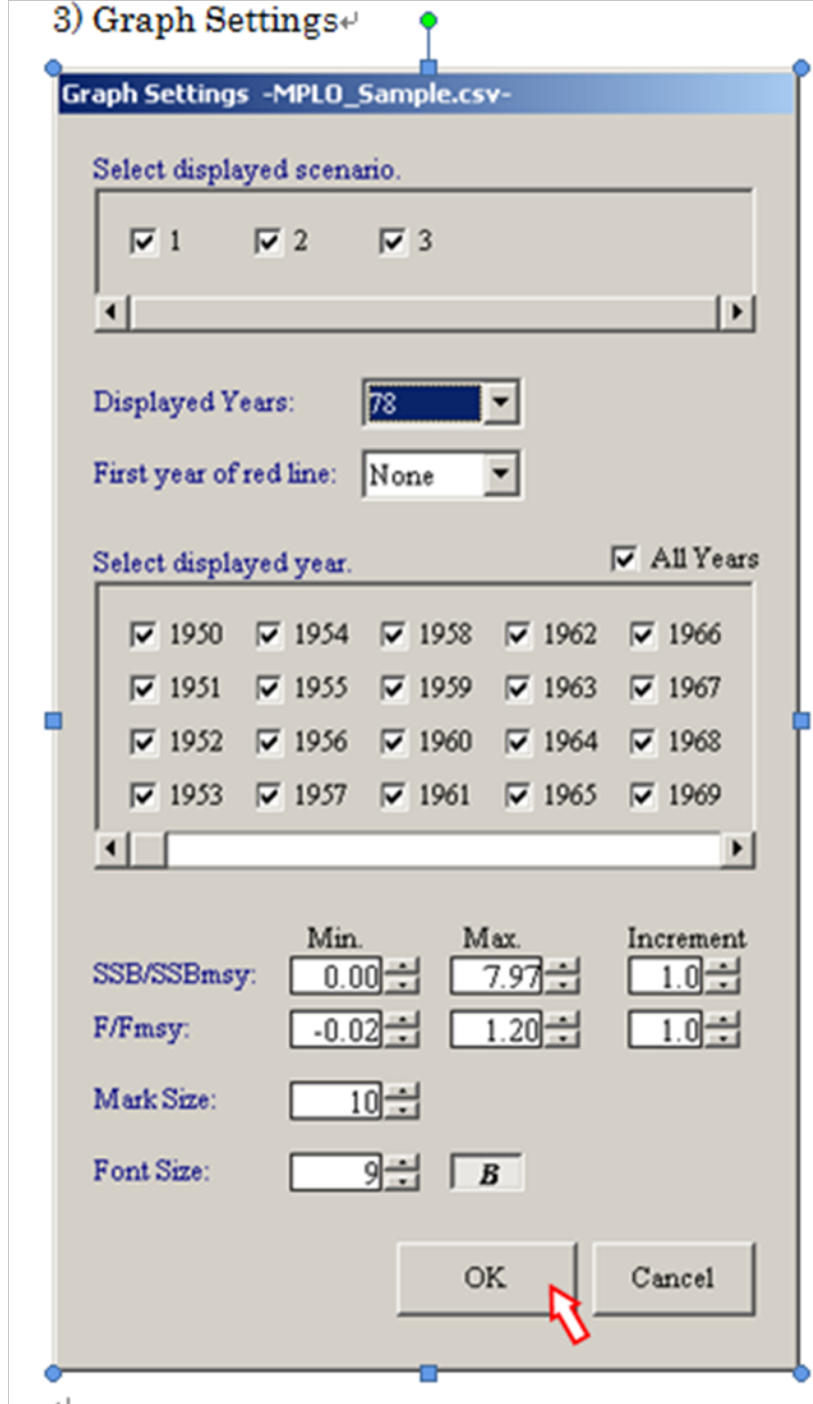 3) Graph Settings↵
Graph Settings -MPLO_Sample.csv-
Select displayed scenario.
1 2 3
Displayed Years: 78
First year of red line: None
Select displayed year. All Years
1950 1954 1958 1962 1966
1951 1955 1959 1963 1967
1952 1956 1960 1964 1968
1953 1957 1961 1965 1969
Min. Max. Increment
SSB/SSBmsy: 0.00 7.97 1.0
F/Fmsy: -0.02 1.20 1.0
Mark Size: 10
Font Size: 9 B
OK Cancel